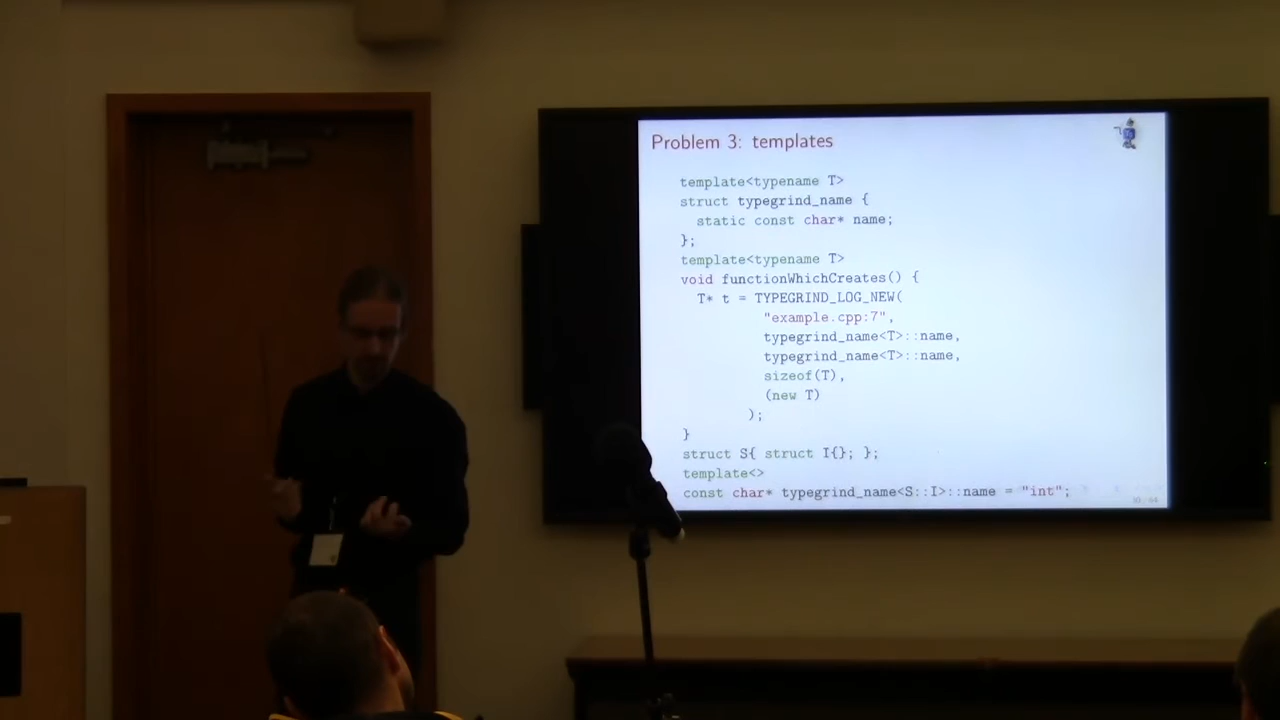 Problem 3: templates
template<typename T>
struct typegrind_name {
static const char* name;
};
template<typename T>
void functionWhichCreates() {
T* t = TYPEGRIND_LOG_NEW(
"example.cpp:7",
typegrind_name<T>::name,
typegrind_name<T>::name,
sizeof(T),
(new T)
);
}
struct S{ struct I{}; };
template<>
const char* typegrind_name<S::I>::name = "int";